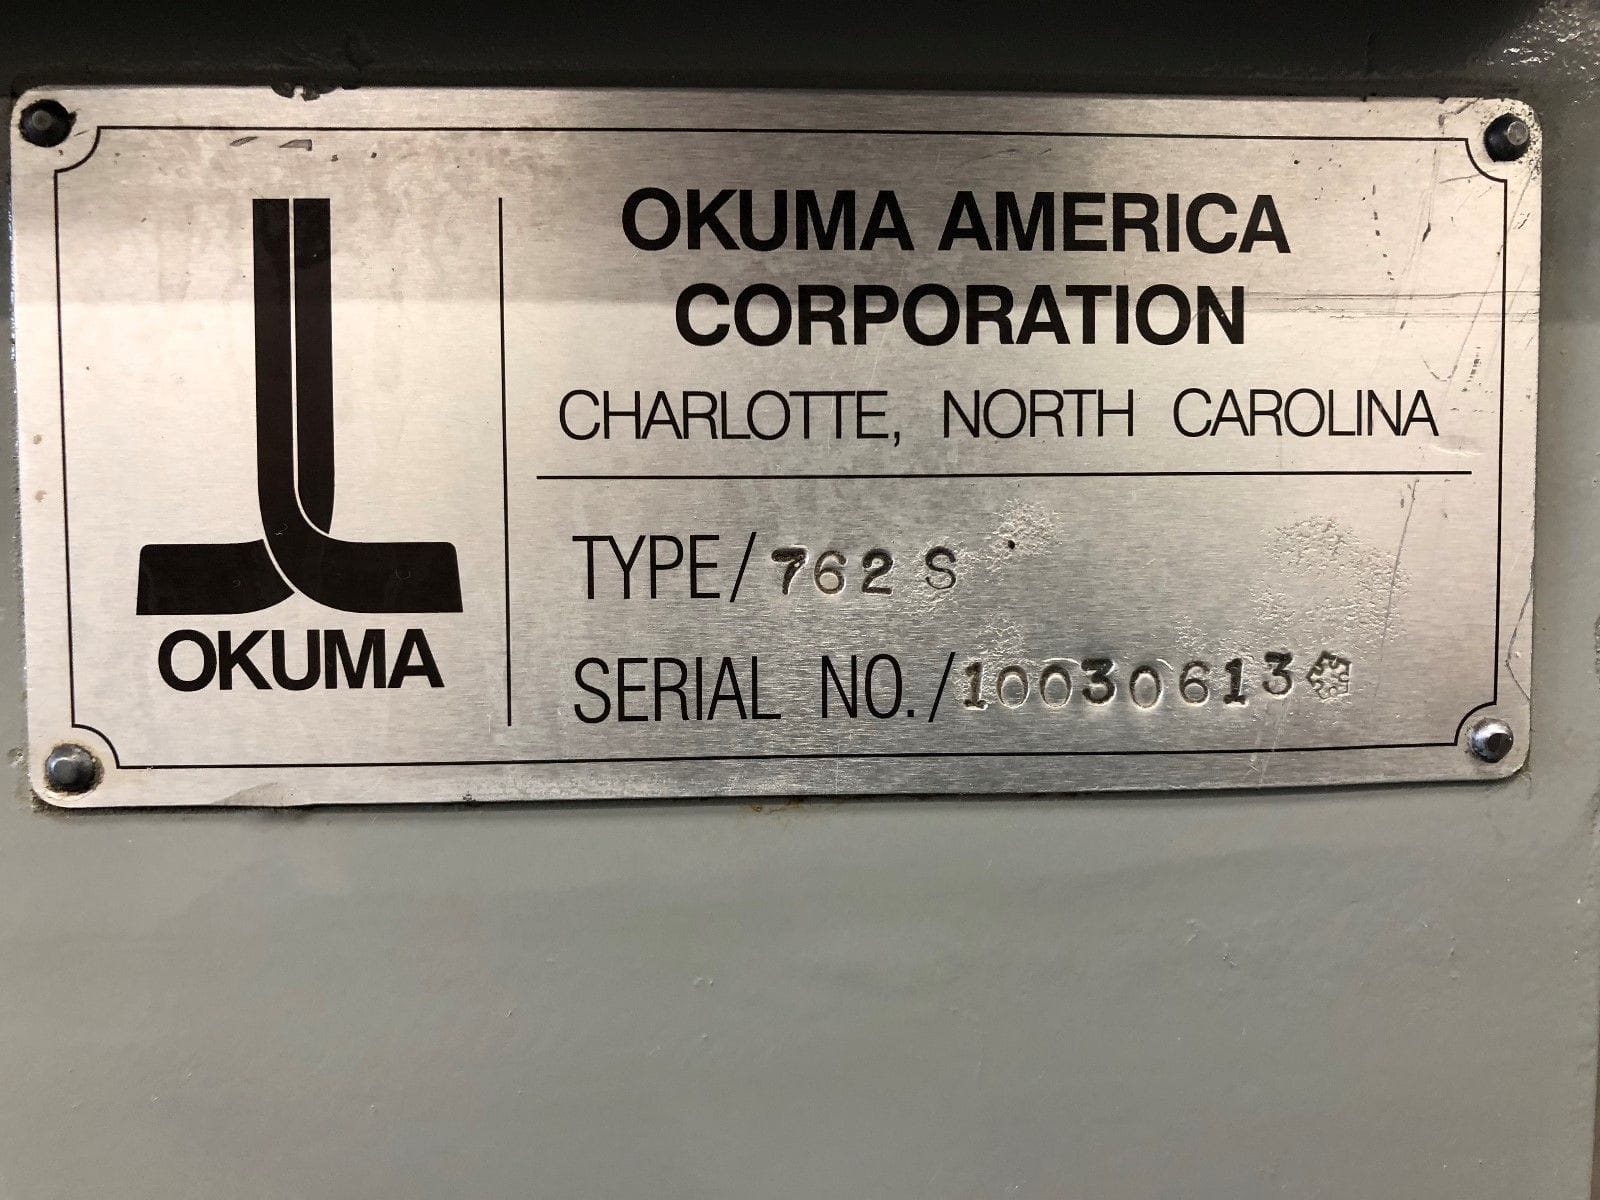 OKUMA
OKUMA AMERICA
CORPORATION
CHARLOTTE, NORTH CAROLINA
TYPE/762 S
SERIAL NO./10030613